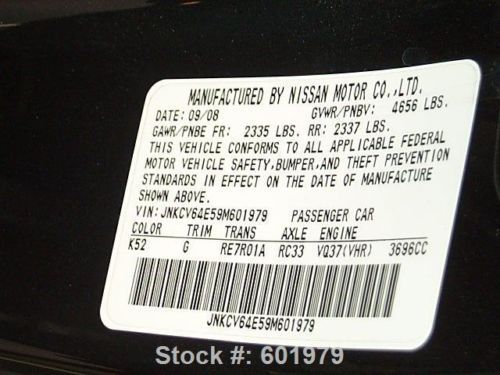 MANUFACTURED BY NISSAN MOTOR CO.,LTD.
DATE: 09/08 GVWR/PNBV: 4656 LBS.
GAWR/PNBE FR: 2335 LBS. RR: 2337 LBS.
THIS VEHICLE CONFORMS TO ALL APPLICABLE FEDERAL
MOTOR VEHICLE SAFETY,BUMPER,AND THEFT PREVENTION
STANDARDS IN EFFECT ON THE DATE OF MANUFACTURE
SHOWN ABOVE.
VIN: JNKCV64E59M601979 PASSENGER CAR
COLOR TRIM TRANS AXLE ENGINE
K52 G RE7R01A RC33 VQ37(VHR) 3696CC
JNKCV64E59M601979
Stock #: 601979